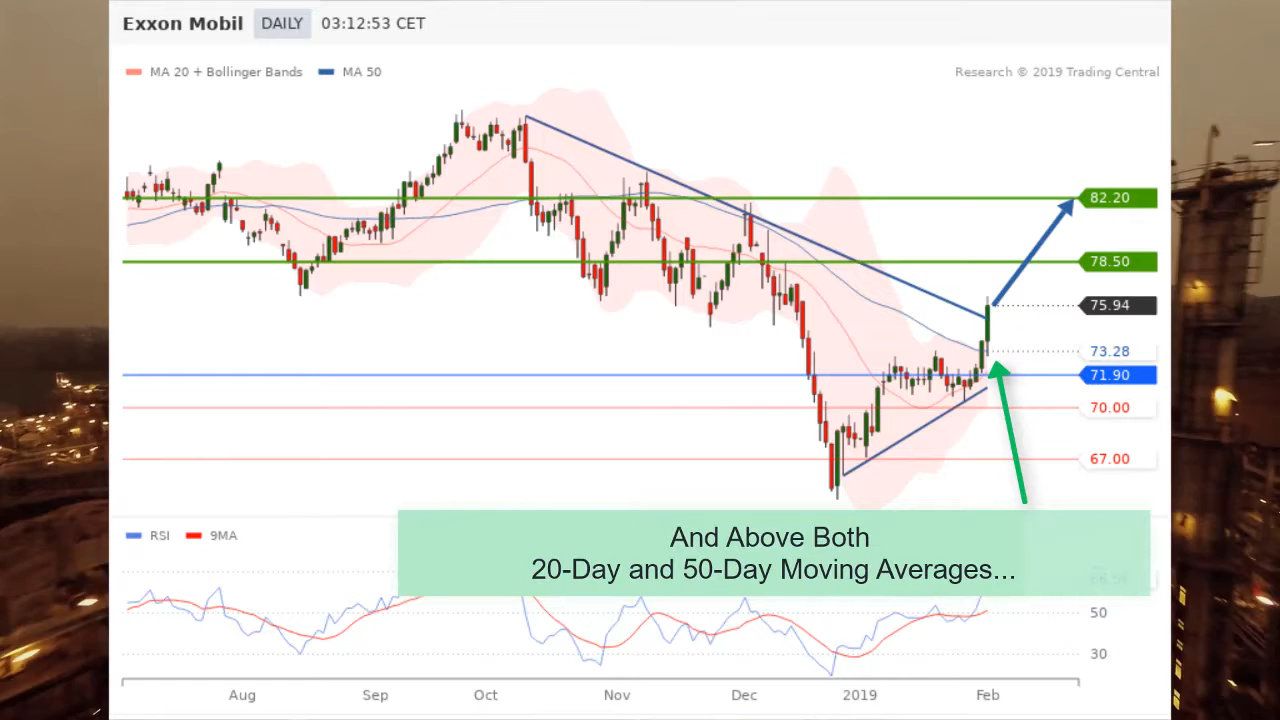 Exxon Mobil DAILY 03:12:53 CET
MA 20 + Bollinger Bands MA 50 Research © 2019 Trading Central
82.20
78.50
75.94
73.28
71.90
70.00
67.00
And Above Both
20-Day and 50-Day Moving Averages...
RSI 9MA
50
30
Aug Sep Oct Nov Dec 2019 Feb